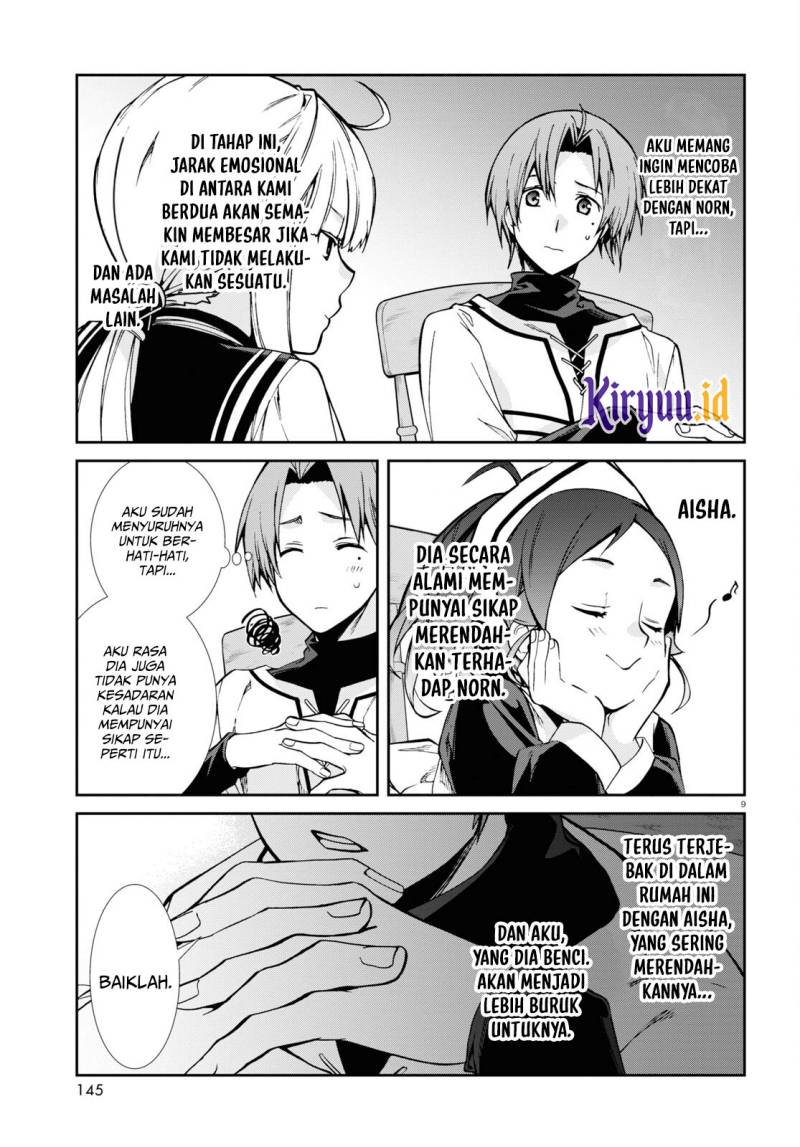 AKU MEMANG
INGIN MENCOBA
LEBIH DEKAT
DENGAN NORN,
TAPI...
DI TAHAP INI,
JARAK EMOSIONAL
DI ANTARA KAMI
BERDUA AKAN SEMA-
KIN MEMBESAR JIKA
KAMI TIDAK MELAKU-
KAN SESUATU.
DAN ADA
MASALAH
LAIN.
Kiryuu.id
AISHA.
DIA SECARA
ALAMI MEM-
PUNYAI SIKAP
MERENDAH-
KAN TERHA-
DAP NORN.
AKU SUDAH
MENYURUHNYA
UNTUK BER-
HATI-HATI,
TAPI...
AKU RASA
DIA JUGA
TIDAK PUNYA
KESADARAN
KALAU DIA
MEMPUNYAI
SIKAP SE-
PERTI ITU...
9
TERUS TERJE-
BAK DI DALAM
RUMAH INI
DENGAN AISHA,
YANG SERING
MERENDAH-
KANNYA...
DAN AKU,
YANG DIA BENCI.
AKAN MENJADI
LEBIH BURUK
UNTUKNYA.
BAIKLAH.
145